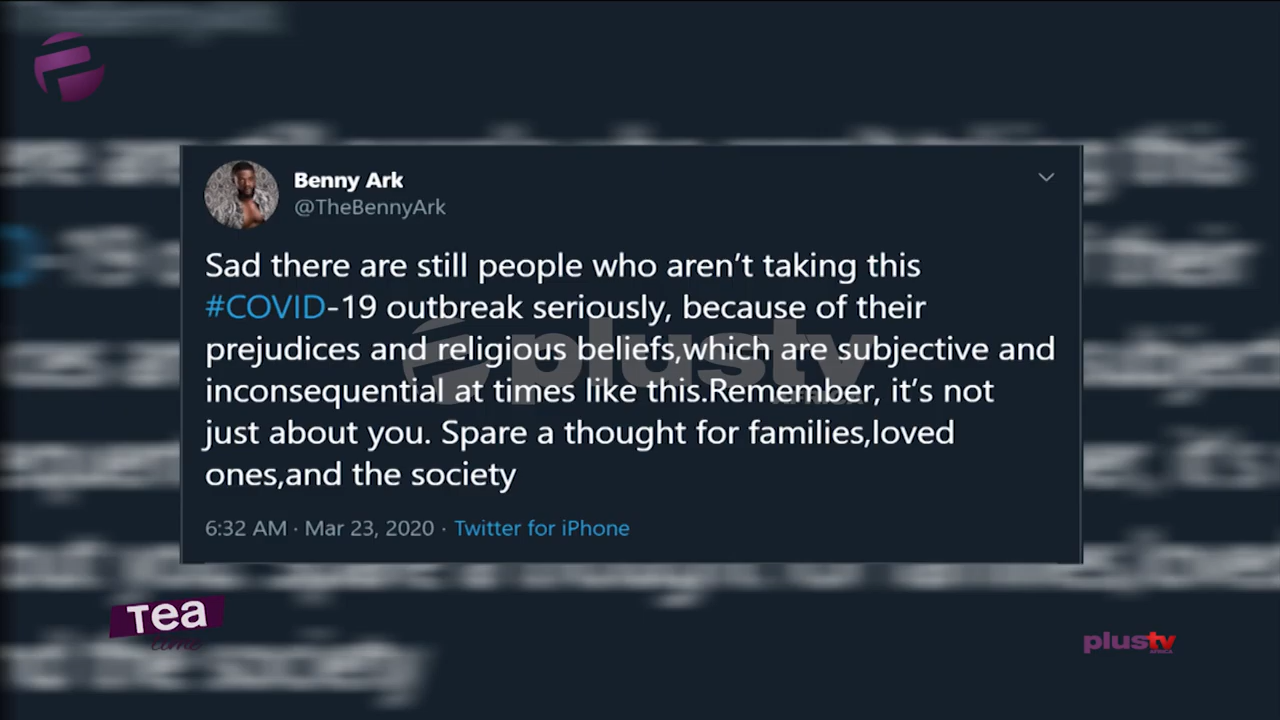 Benny Ark
@TheBennyArk
Sad there are still people who aren’t taking this
#COVID-19 outbreak seriously, because of their
prejudices and religious beliefs,which are subjective and
inconsequential at times like this.Remember, it’s not
just about you. Spare a thought for families,loved
ones,and the society
6:32 AM · Mar 23, 2020 · Twitter for iPhone
plustv
AFRICA
Tea
time
plustv
AFRICA